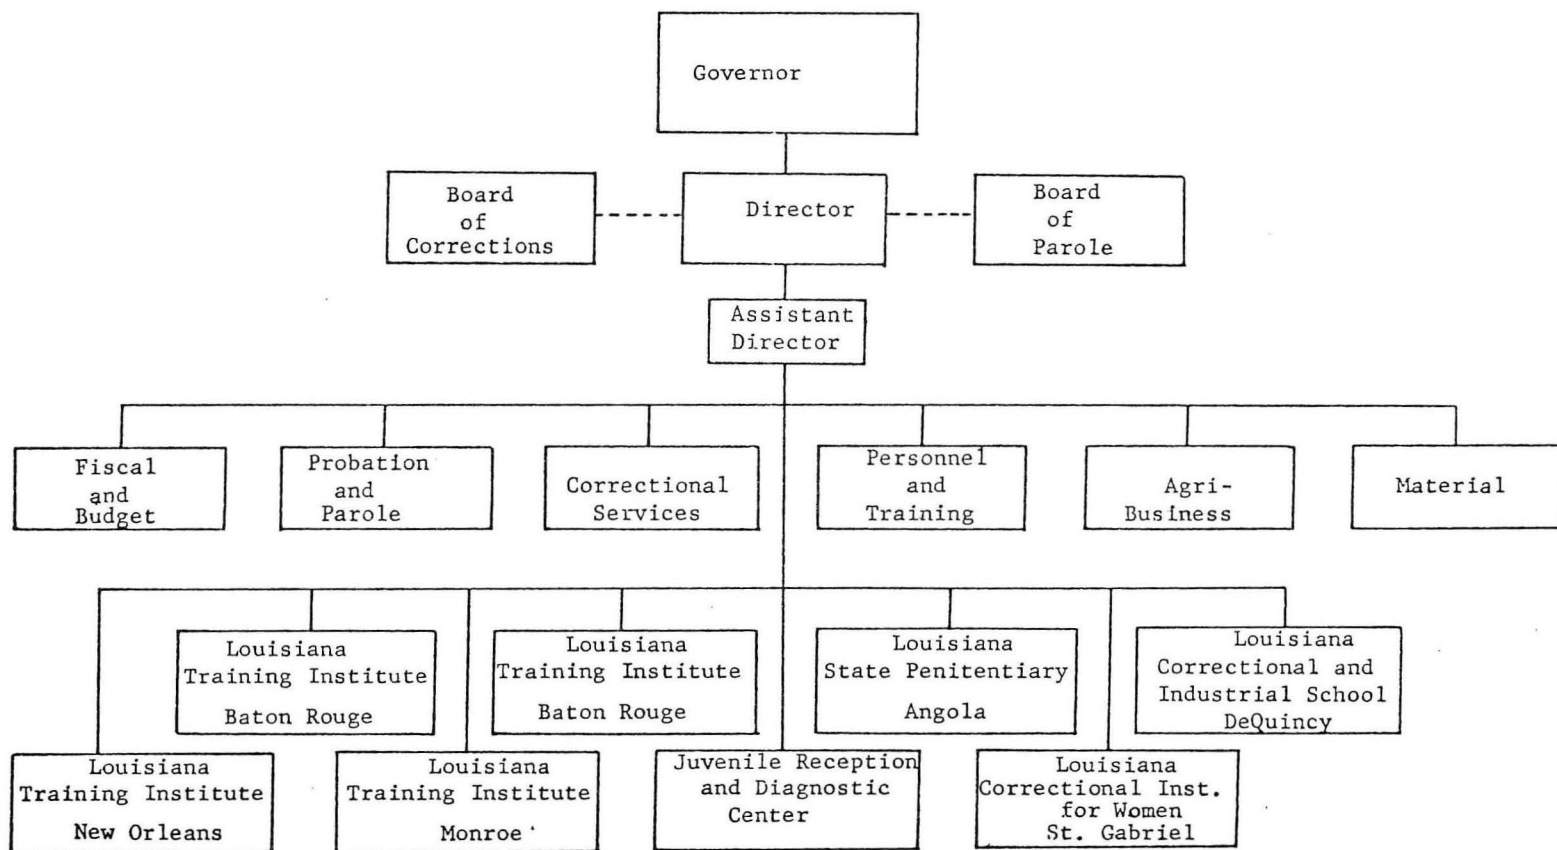 Governor
Board
of
Corrections
Director
Board
of
Parole
Assistant
Director
Fiscal
and
Budget
Probation
and
Parole
Correctional
Services
Personnel
and
Training
Agri-
Business
Material
Louisiana
Training Institute
Baton Rouge
Louisiana
Training Institute
Baton Rouge
Louisiana
State Penitentiary
Angola
Louisiana
Correctional and
Industrial School
DeQuincy
Louisiana
Training Institute
New Orleans
Louisiana
Training Institute
Monroe
Juvenile Reception
and Diagnostic
Center
Louisiana
Correctional Inst.
for Women
St. Gabriel